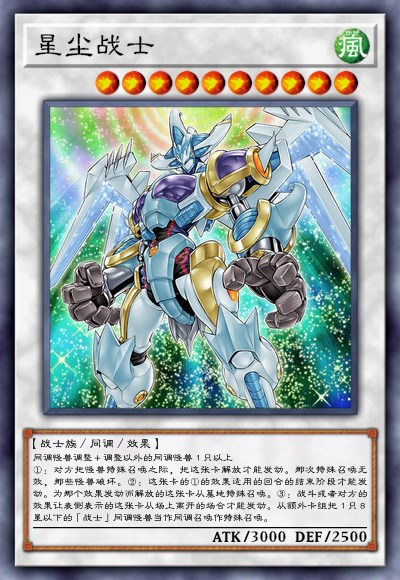 星尘战士
風
【战士族／同调／效果】
同调怪兽调整＋调整以外的同调怪兽１只以上
①：对方把怪兽特殊召唤之际，把这张卡解放才能发动。那次特殊召唤无
效，那些怪兽破坏。②：这张卡的①的效果适用的回合的结束阶段才能发
动。为那个效果发动而解放的这张卡从墓地特殊召唤。③：战斗或者对方的
效果让表侧表示的这张卡从场上离开的场合才能发动。从额外卡组把１只８
星以下的「战士」同调怪兽当作同调召唤作特殊召唤。
ATK/3000 DEF/2500